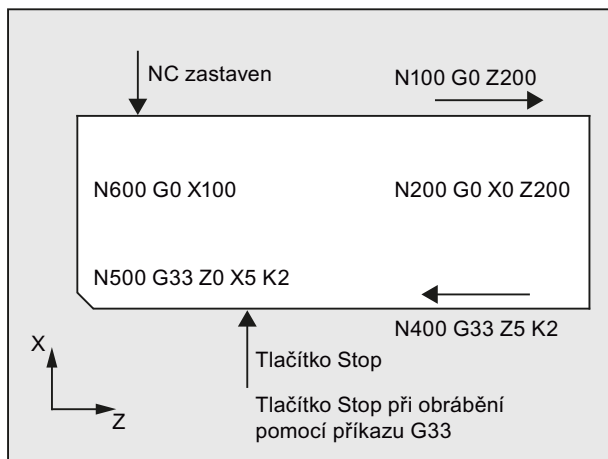 NC zastaven
N100 G0 Z200
N600 G0 X100
N200 G0 X0 Z200
N500 G33 Z0 X5 K2
N400 G33 Z5 K2
X
Z
Tlačítko Stop
Tlačítko Stop při obrábění
pomocí příkazu G33